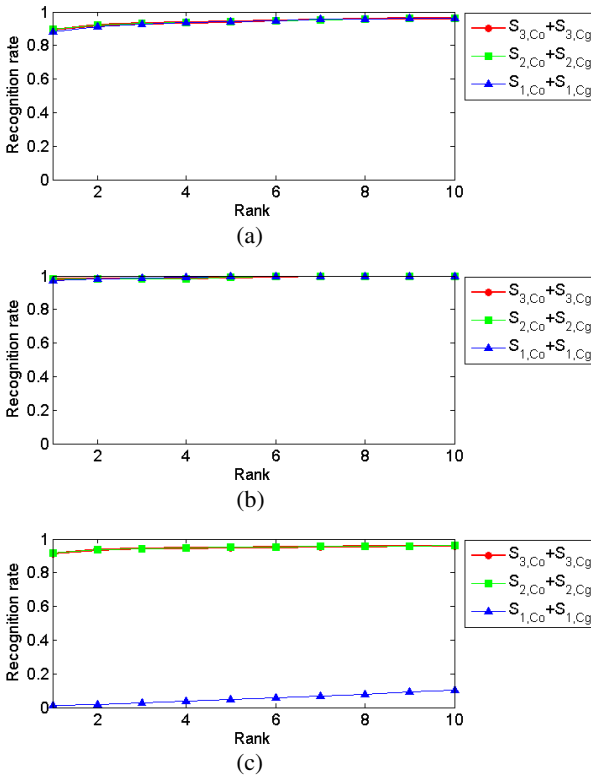 1
0.8
0.6
0.4
0.2
0
Recognition rate
2 4 6 8 10
Rank
S3,Co+S3,Cg
S2,Co+S2,Cg
S1,Co+S1,Cg
(a)
1
0.8
0.6
0.4
0.2
0
Recognition rate
2 4 6 8 10
Rank
S3,Co+S3,Cg
S2,Co+S2,Cg
S1,Co+S1,Cg
(b)
1
0.8
0.6
0.4
0.2
0
Recognition rate
2 4 6 8 10
Rank
S3,Co+S3,Cg
S2,Co+S2,Cg
S1,Co+S1,Cg
(c)